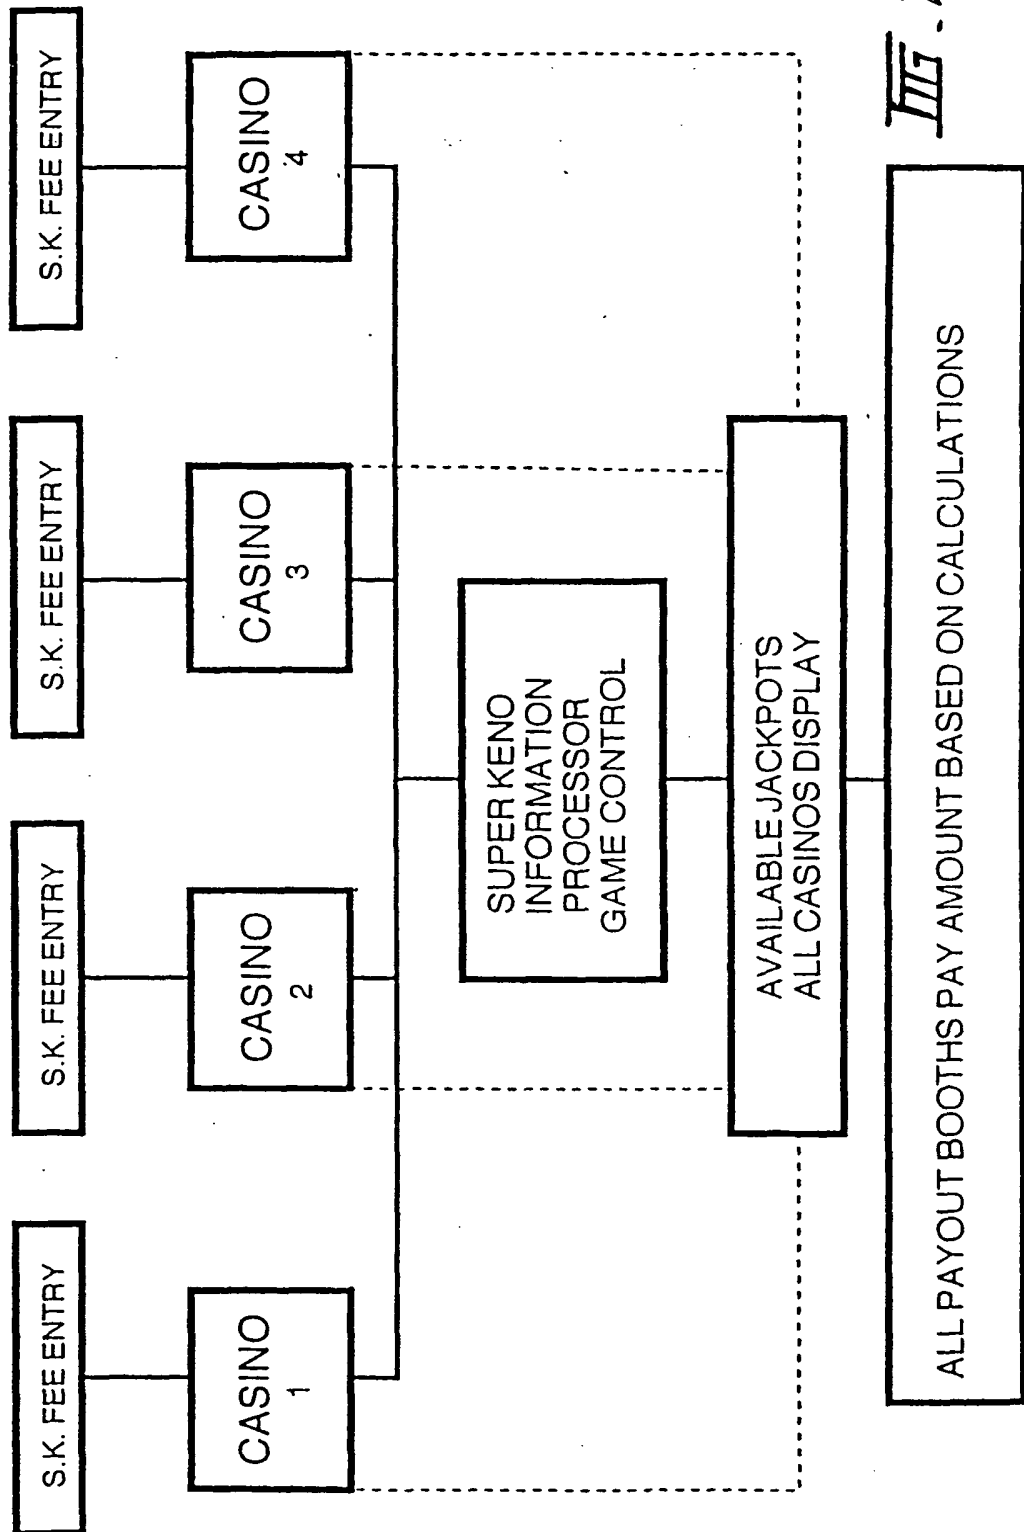 S.K. FEE ENTRY
S.K. FEE ENTRY
S.K. FEE ENTRY
S.K. FEE ENTRY
CASINO
1
CASINO
2
CASINO
3
CASINO
4
SUPER KENO
INFORMATION
PROCESSOR
GAME CONTROL
AVAILABLE JACKPOTS
ALL CASINOS DISPLAY
ALL PAYOUT BOOTHS PAY AMOUNT BASED ON CALCULATIONS